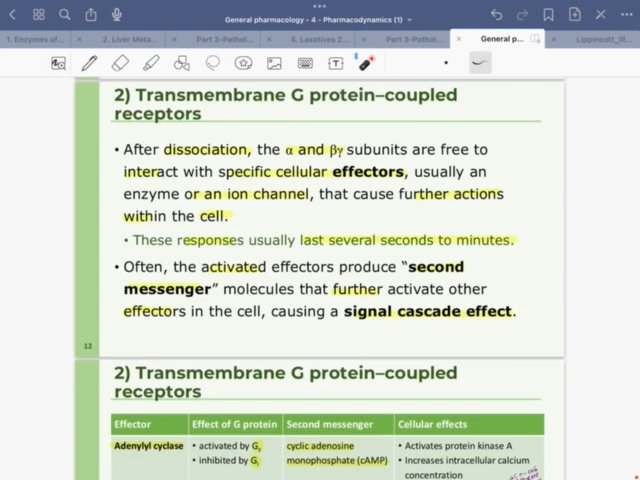 General pharmacology - 4 - Pharmacodynamics (1)
1. Enzymes of...
2. Liver Meta...
Part 3-Pathol...
4. Laxatives 2...
Part 3-Pathol...
General p...
Lippincott_Ill...
2) Transmembrane G protein–coupled
receptors
• After dissociation, the α and βγ subunits are free to
interact with specific cellular effectors, usually an
enzyme or an ion channel, that cause further actions
within the cell.
• These responses usually last several seconds to minutes.
• Often, the activated effectors produce “second
messenger” molecules that further activate other
effectors in the cell, causing a signal cascade effect.
12
2) Transmembrane G protein–coupled
receptors
Effector Effect of G protein Second messenger Cellular effects
Adenylyl cyclase • activated by Gs cyclic adenosine • Activates protein kinase A
• inhibited by Gi monophosphate (cAMP) • Increases intracellular calcium
concentration